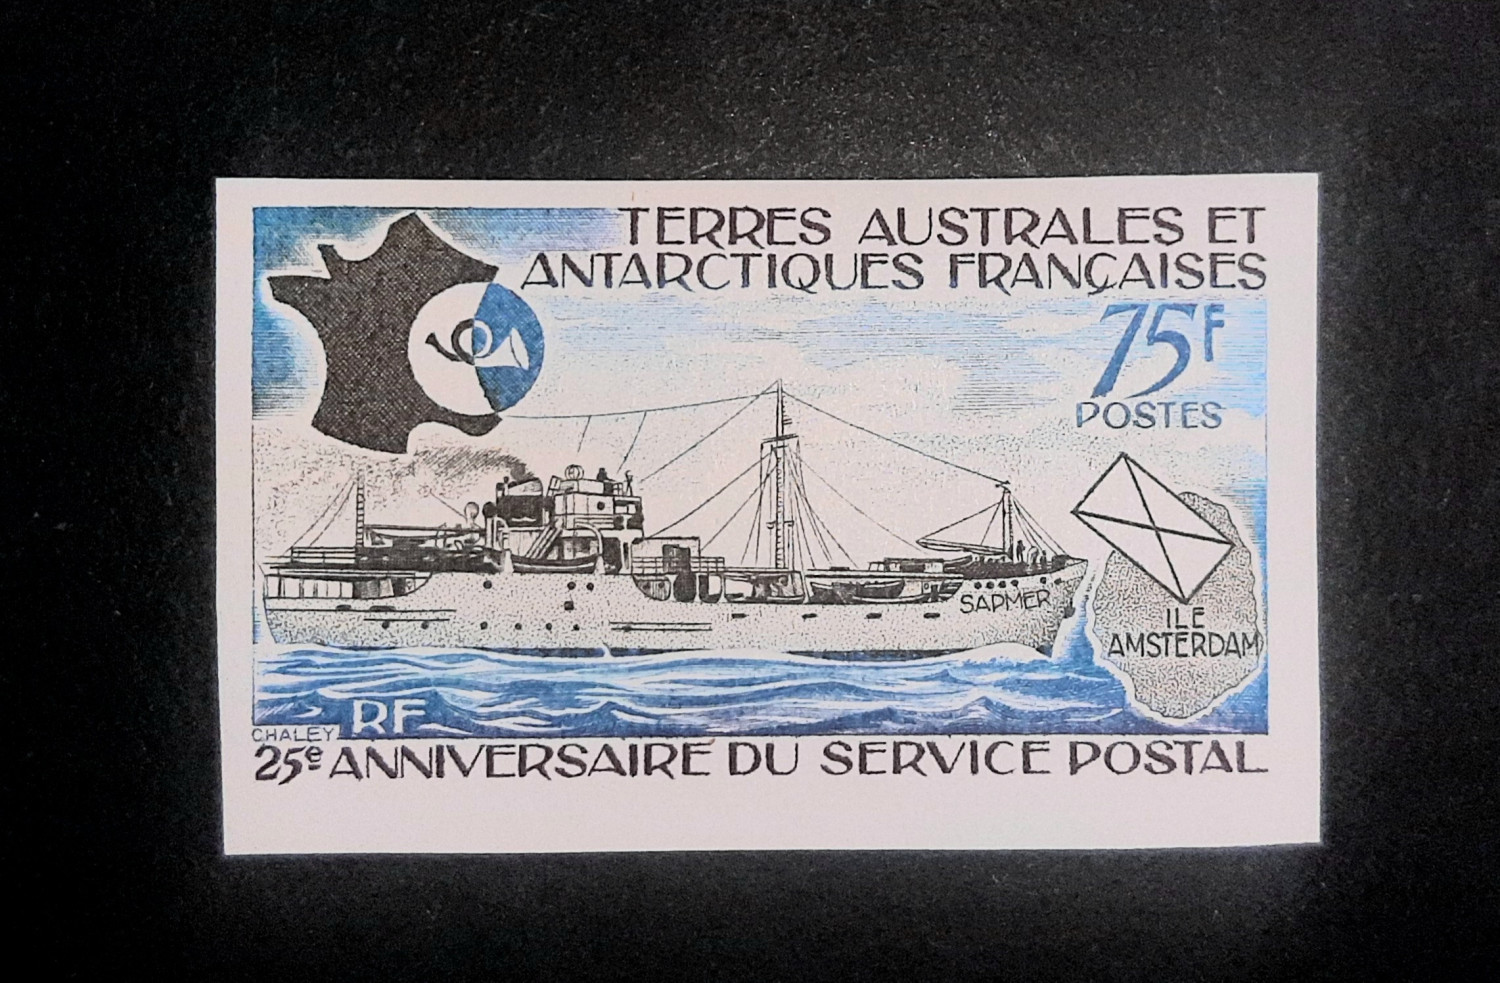 TERRES AUSTRALES ET
ANTARCTIQUES FRANÇAISES
75F
POSTES
SAPMER
ILE
AMSTERDAM
RF
CHALEY
25e ANNIVERSAIRE DU SERVICE POSTAL